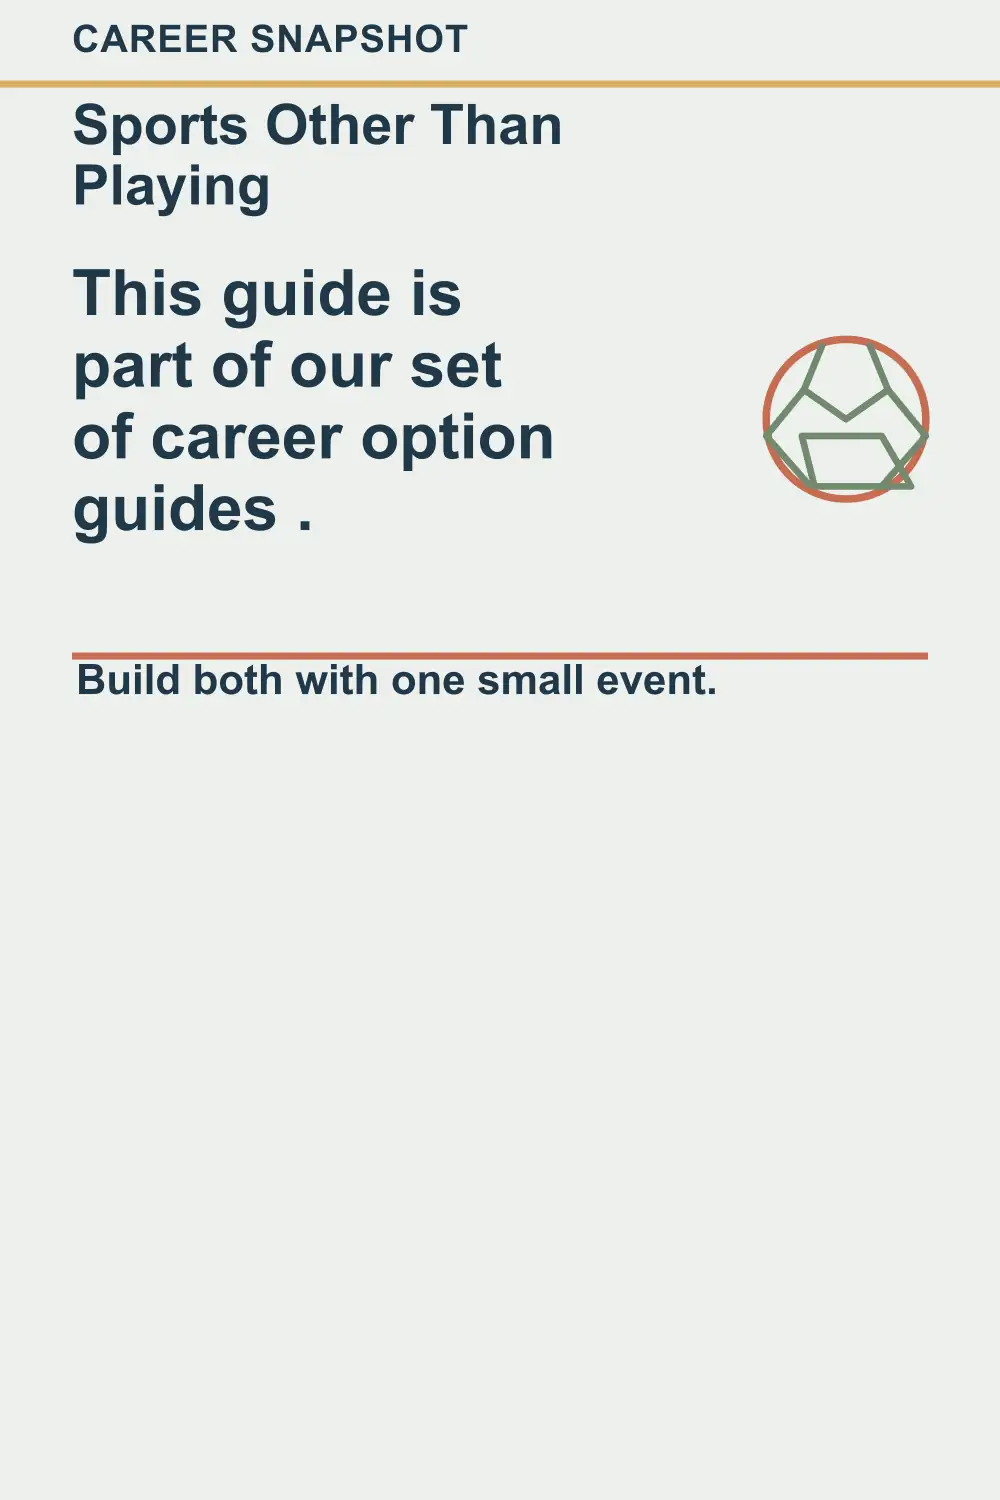 CAREER SNAPSHOT
Sports Other Than
Playing
This guide is
part of our set
of career option
guides .
Build both with one small event.